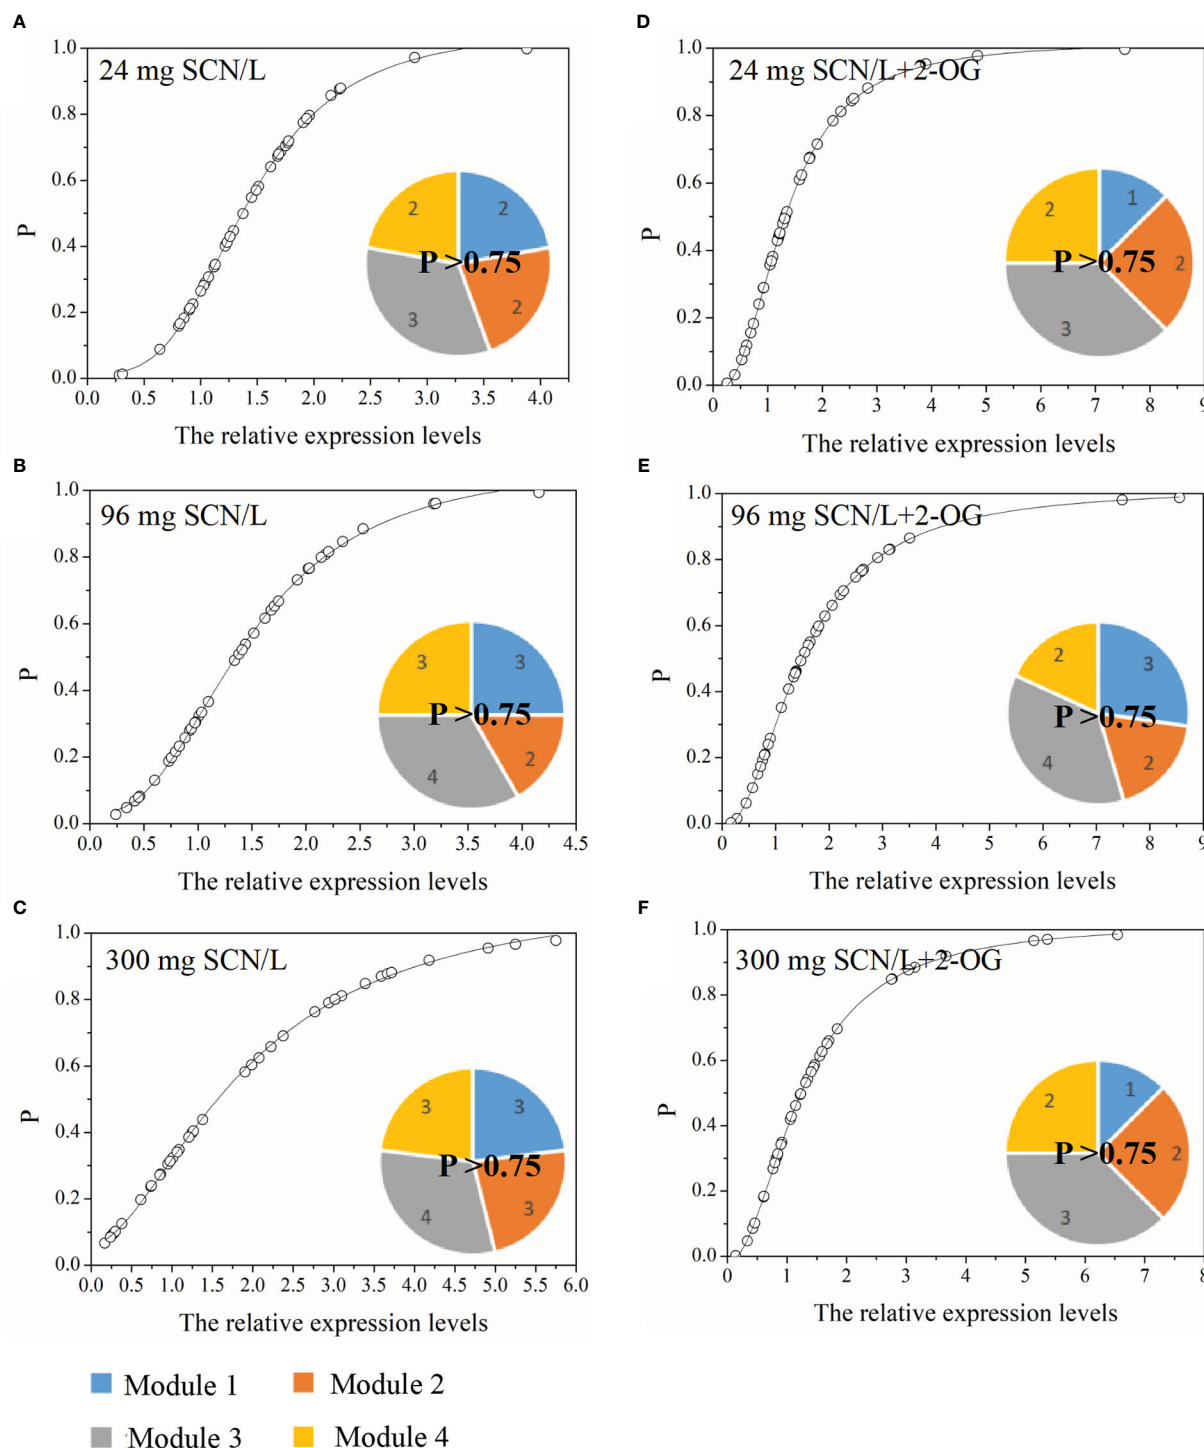 A
24 mg SCN/L
1.0
0.8
0.6
0.4
0.2
0.0
P
2
2
2
3
P >0.75
0.0 0.5 1.0 1.5 2.0 2.5 3.0 3.5 4.0
The relative expression levels
B
96 mg SCN/L
1.0
0.8
0.6
0.4
0.2
0.0
P
3
3
2
4
P >0.75
0.0 0.5 1.0 1.5 2.0 2.5 3.0 3.5 4.0 4.5
The relative expression levels
C
300 mg SCN/L
1.0
0.8
0.6
0.4
0.2
0.0
P
3
3
3
4
P >0.75
0.0 0.5 1.0 1.5 2.0 2.5 3.0 3.5 4.0 4.5 5.0 5.5 6.0
The relative expression levels
D
24 mg SCN/L+2-OG
1.0
0.8
0.6
0.4
0.2
0.0
P
2
1
2
3
P >0.75
0 1 2 3 4 5 6 7 8 9
The relative expression levels
E
96 mg SCN/L+2-OG
1.0
0.8
0.6
0.4
0.2
0.0
P
2
3
2
4
P >0.75
0 1 2 3 4 5 6 7 8 9
The relative expression levels
F
300 mg SCN/L+2-OG
1.0
0.8
0.6
0.4
0.2
0.0
P
2
1
2
3
P >0.75
0 1 2 3 4 5 6 7 8
The relative expression levels
Module 1 Module 2
Module 3 Module 4